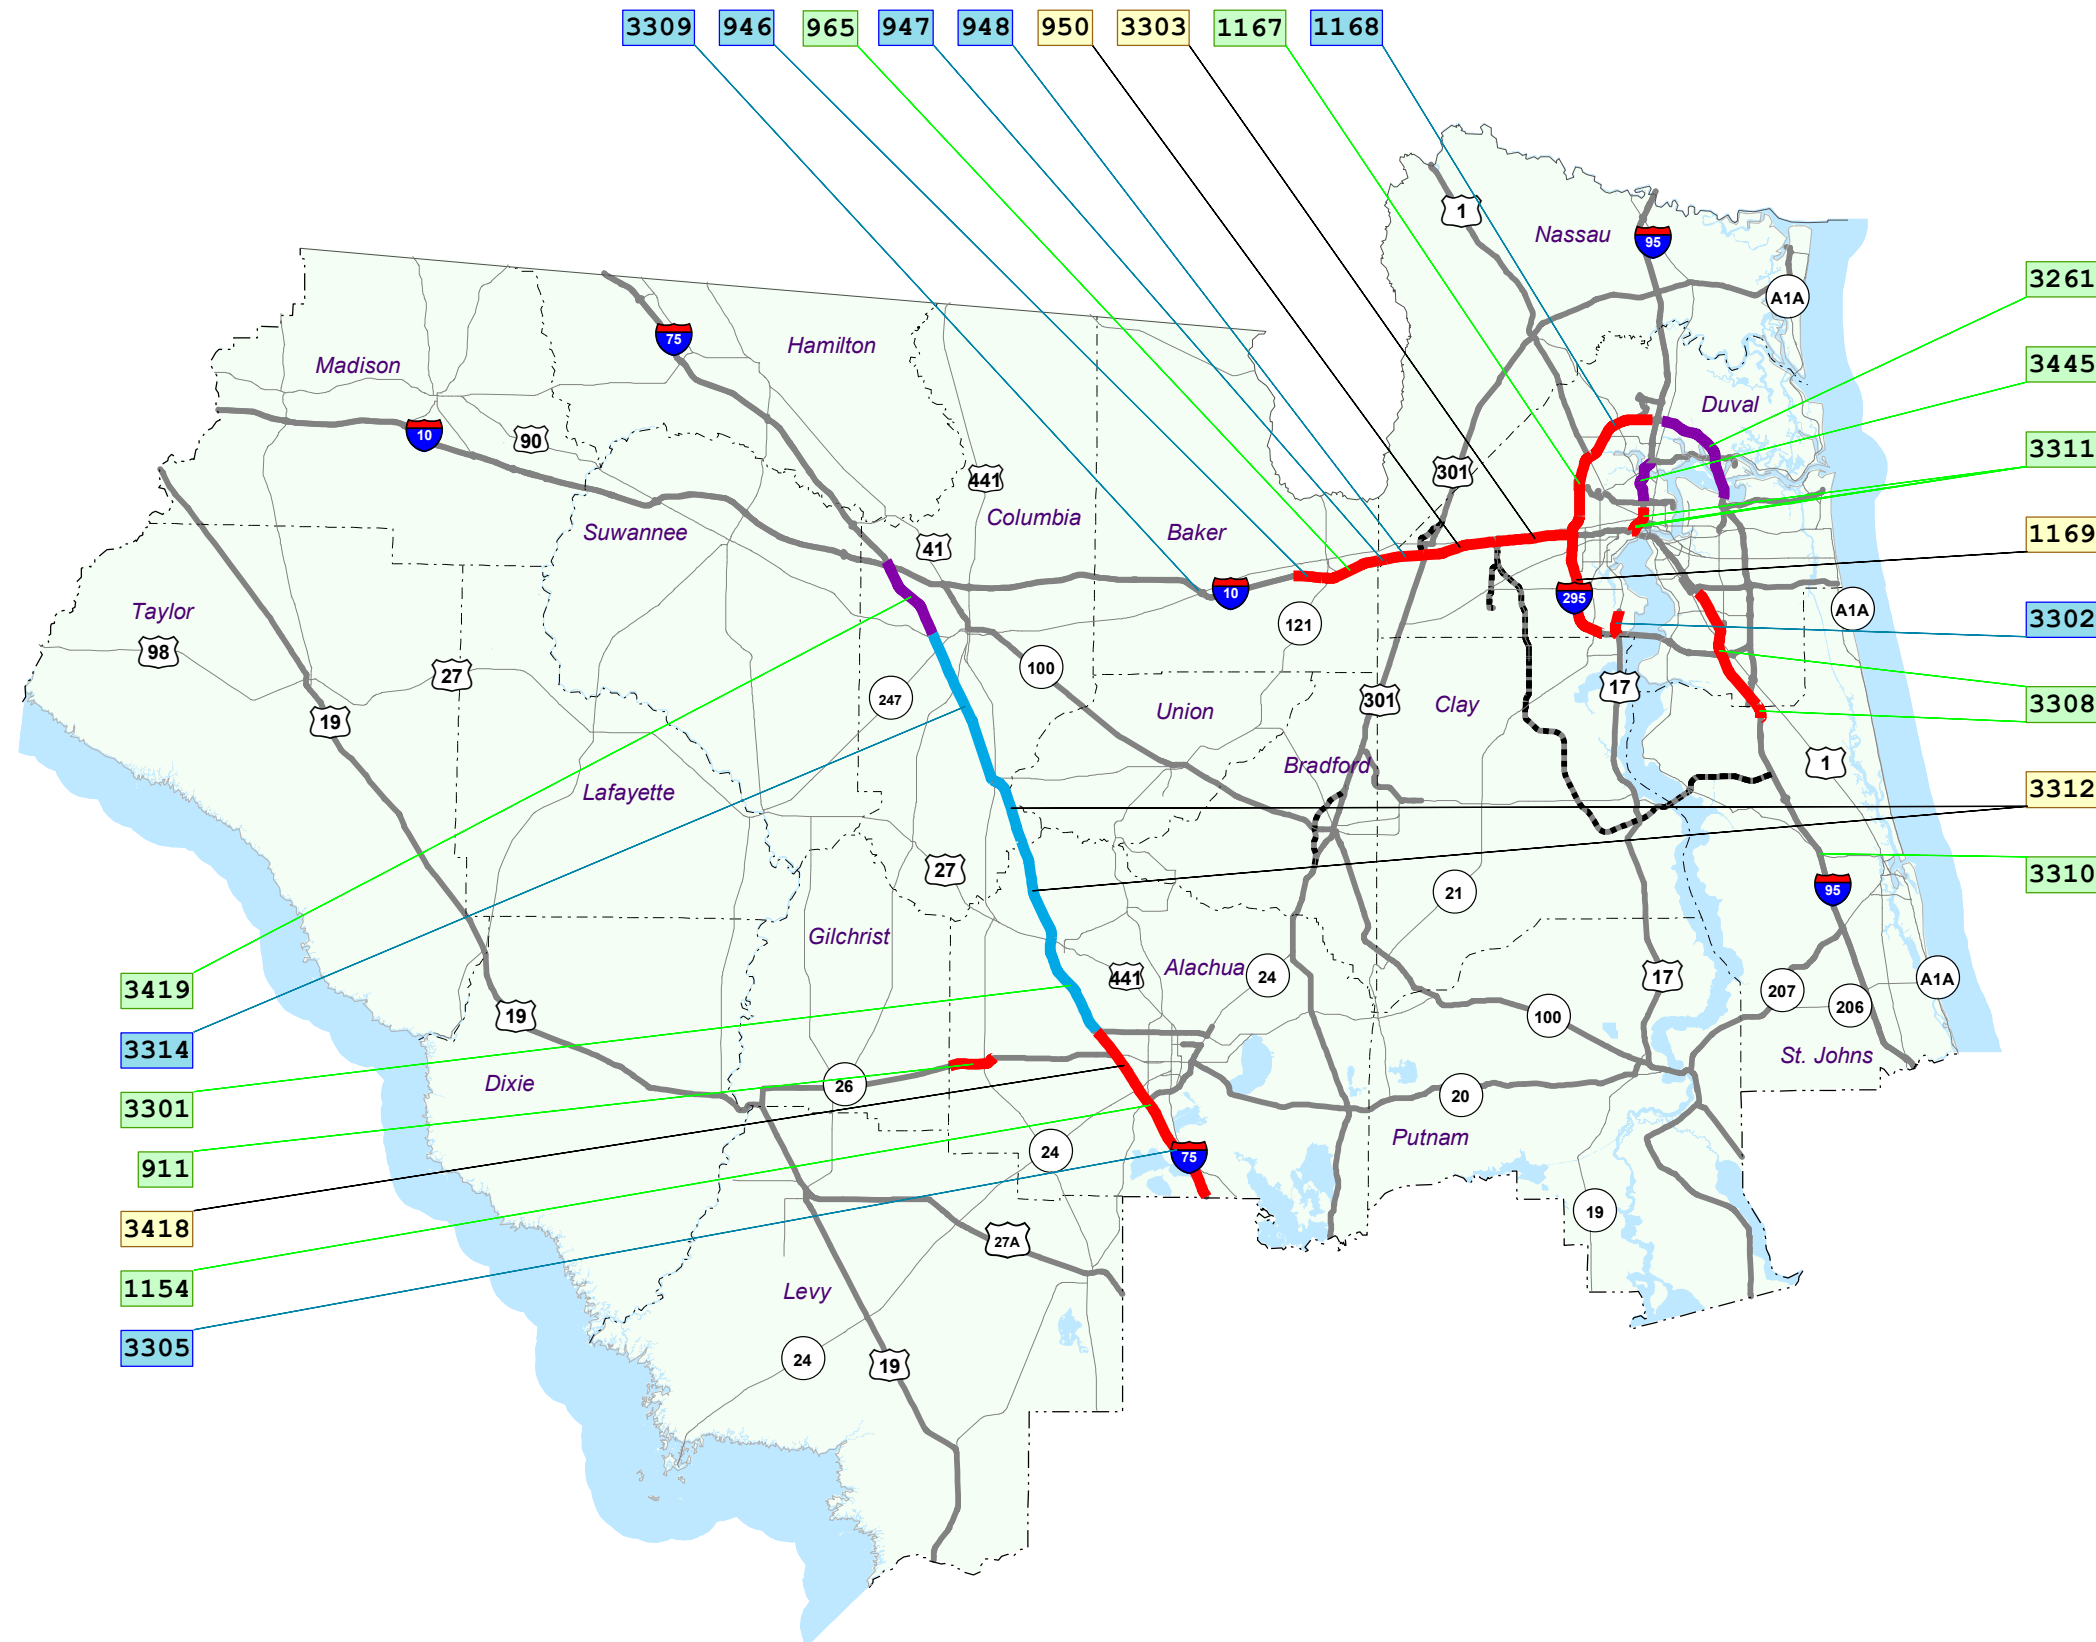 3309 946 965 947 948 950 3303 1167 1168
1
Nassau
95
3261
A1A
75
Hamilton
Madison
3445
Duval
10
90
3311
301
441
Columbia
Suwannee
Baker
41
1169
10
295
Taylor
121
A1A
3302
98
27
100
247
17
301
3308
Union
Clay
19
Bradford
1
Lafayette
3312
27
21
95
3310
Gilchrist
Alachua
441
24
17
A1A
3419
207
206
19
100
3314
St. Johns
Dixie
26
20
3301
Putnam
24
75
911
19
3418
27A
1154
Levy
3305
24
19